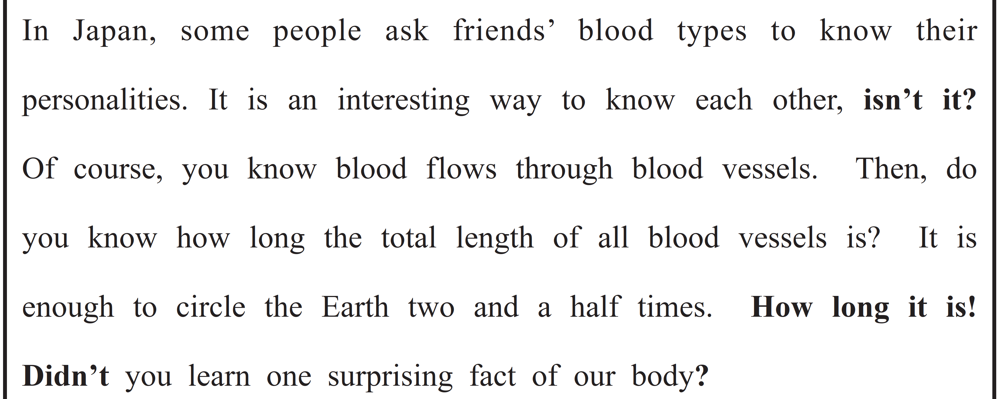 In Japan, some people ask friends’ blood types to know their
personalities. It is an interesting way to know each other, isn’t it?
Of course, you know blood flows through blood vessels. Then, do
you know how long the total length of all blood vessels is? It is
enough to circle the Earth two and a half times. How long it is!
Didn’t you learn one surprising fact of our body?